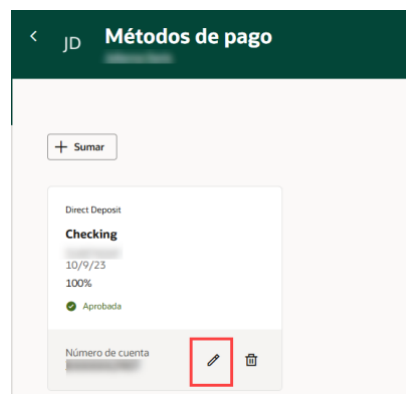 JD
Métodos de pago
+ Sumar
Direct Deposit
Checking
10/9/23
100%
Aprobada
Número de cuenta